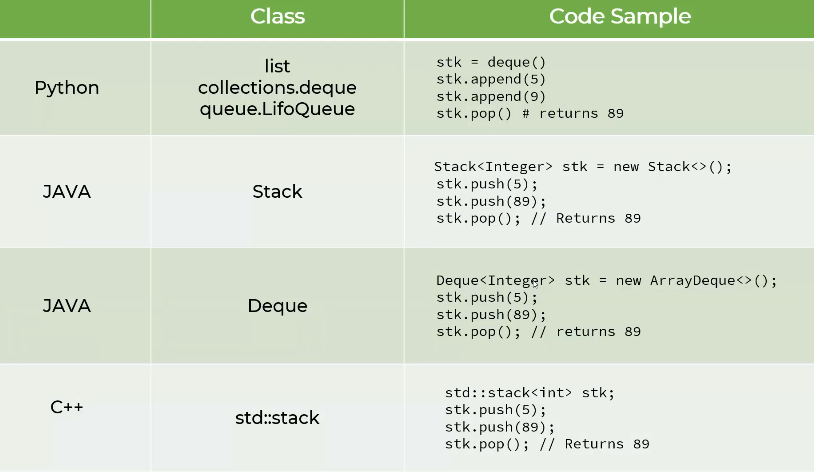 Class
Code Sample
Python
list
collections.deque
queue.LifoQueue
stk = deque()
stk.append(5)
stk.append(9)
stk.pop() # returns 89
JAVA
Stack
Stack<Integer> stk = new Stack<>();
stk.push(5);
stk.push(89);
stk.pop(); // Returns 89
JAVA
Deque
Deque<Integer> stk = new ArrayDeque<>();
stk.push(5);
stk.push(89);
stk.pop(); // returns 89
C++
std::stack
std::stack<int> stk;
stk.push(5);
stk.push(89);
stk.pop(); // Returns 89